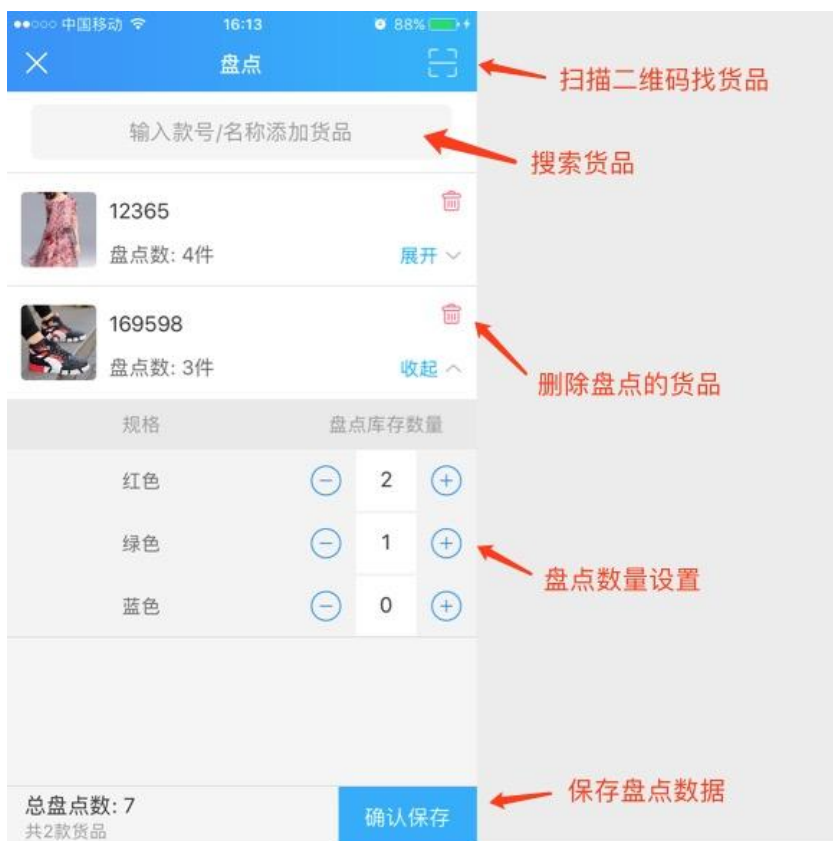 中国移动 16:13 88%
盘点
扫描二维码找货品
输入款号/名称添加货品
搜索货品
12365
盘点数: 4件
展开
169598
盘点数: 3件
收起
删除盘点的货品
规格 盘点库存数量
红色 2
绿色 1
盘点数量设置
蓝色 0
总盘点数: 7
共2款货品
确认保存
保存盘点数据